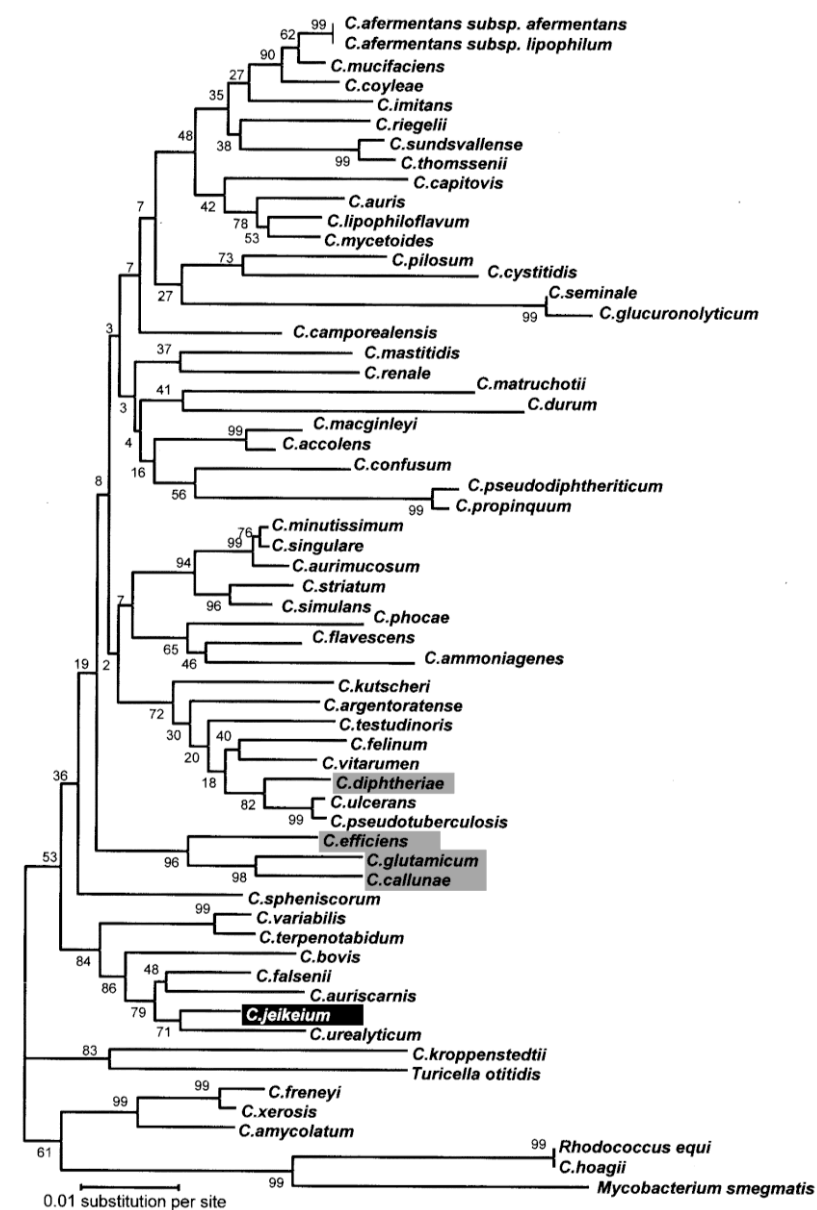 99
C.afermentans subsp. afermentans
C.afermentans subsp. lipophilum
62
C.mucifaciens
90
C.coyleae
27
C.imitans
35
C.riegelii
48
38
C.sundsvallense
99
C.thomssenii
C.capitovis
42
C.auris
78
C.lipophiloflavum
53
C.mycetoides
7
73
C.pilosum
C.cystitidis
7
27
C.seminale
99
C.glucuronolyticum
3
C.camporealensis
37
C.mastitidis
C.renale
3
41
C.matruchotii
C.durum
4
99
C.macginleyi
C.accolens
16
C.confusum
56
C.pseudodiphtheriticum
99
C.propinquum
8
76
C.minutissimum
99
C.singulare
94
C.aurimucosum
C.striatum
96
C.simulans
7
C.phocae
65
C.flavescens
46
C.ammoniagenes
19
2
C.kutscheri
72
C.argentoratense
30
C.testudinoris
20
40
C.felinum
C.vitarumen
18
C.diphtheriae
82
C.ulcerans
99
C.pseudotuberculosis
36
C.efficiens
96
C.glutamicum
98
C.callunae
53
C.spheniscorum
99
C.variabilis
C.terpenotabidum
84
C.bovis
86
48
C.falsenii
C.auriscarnis
79
C.jeikeium
71
C.urealyticum
83
C.kroppenstedtii
Turicella otitidis
99
C.freneyi
99
C.xerosis
C.amycolatum
61
99
Rhodococcus equi
C.hoagii
99
Mycobacterium smegmatis
0.01 substitution per site